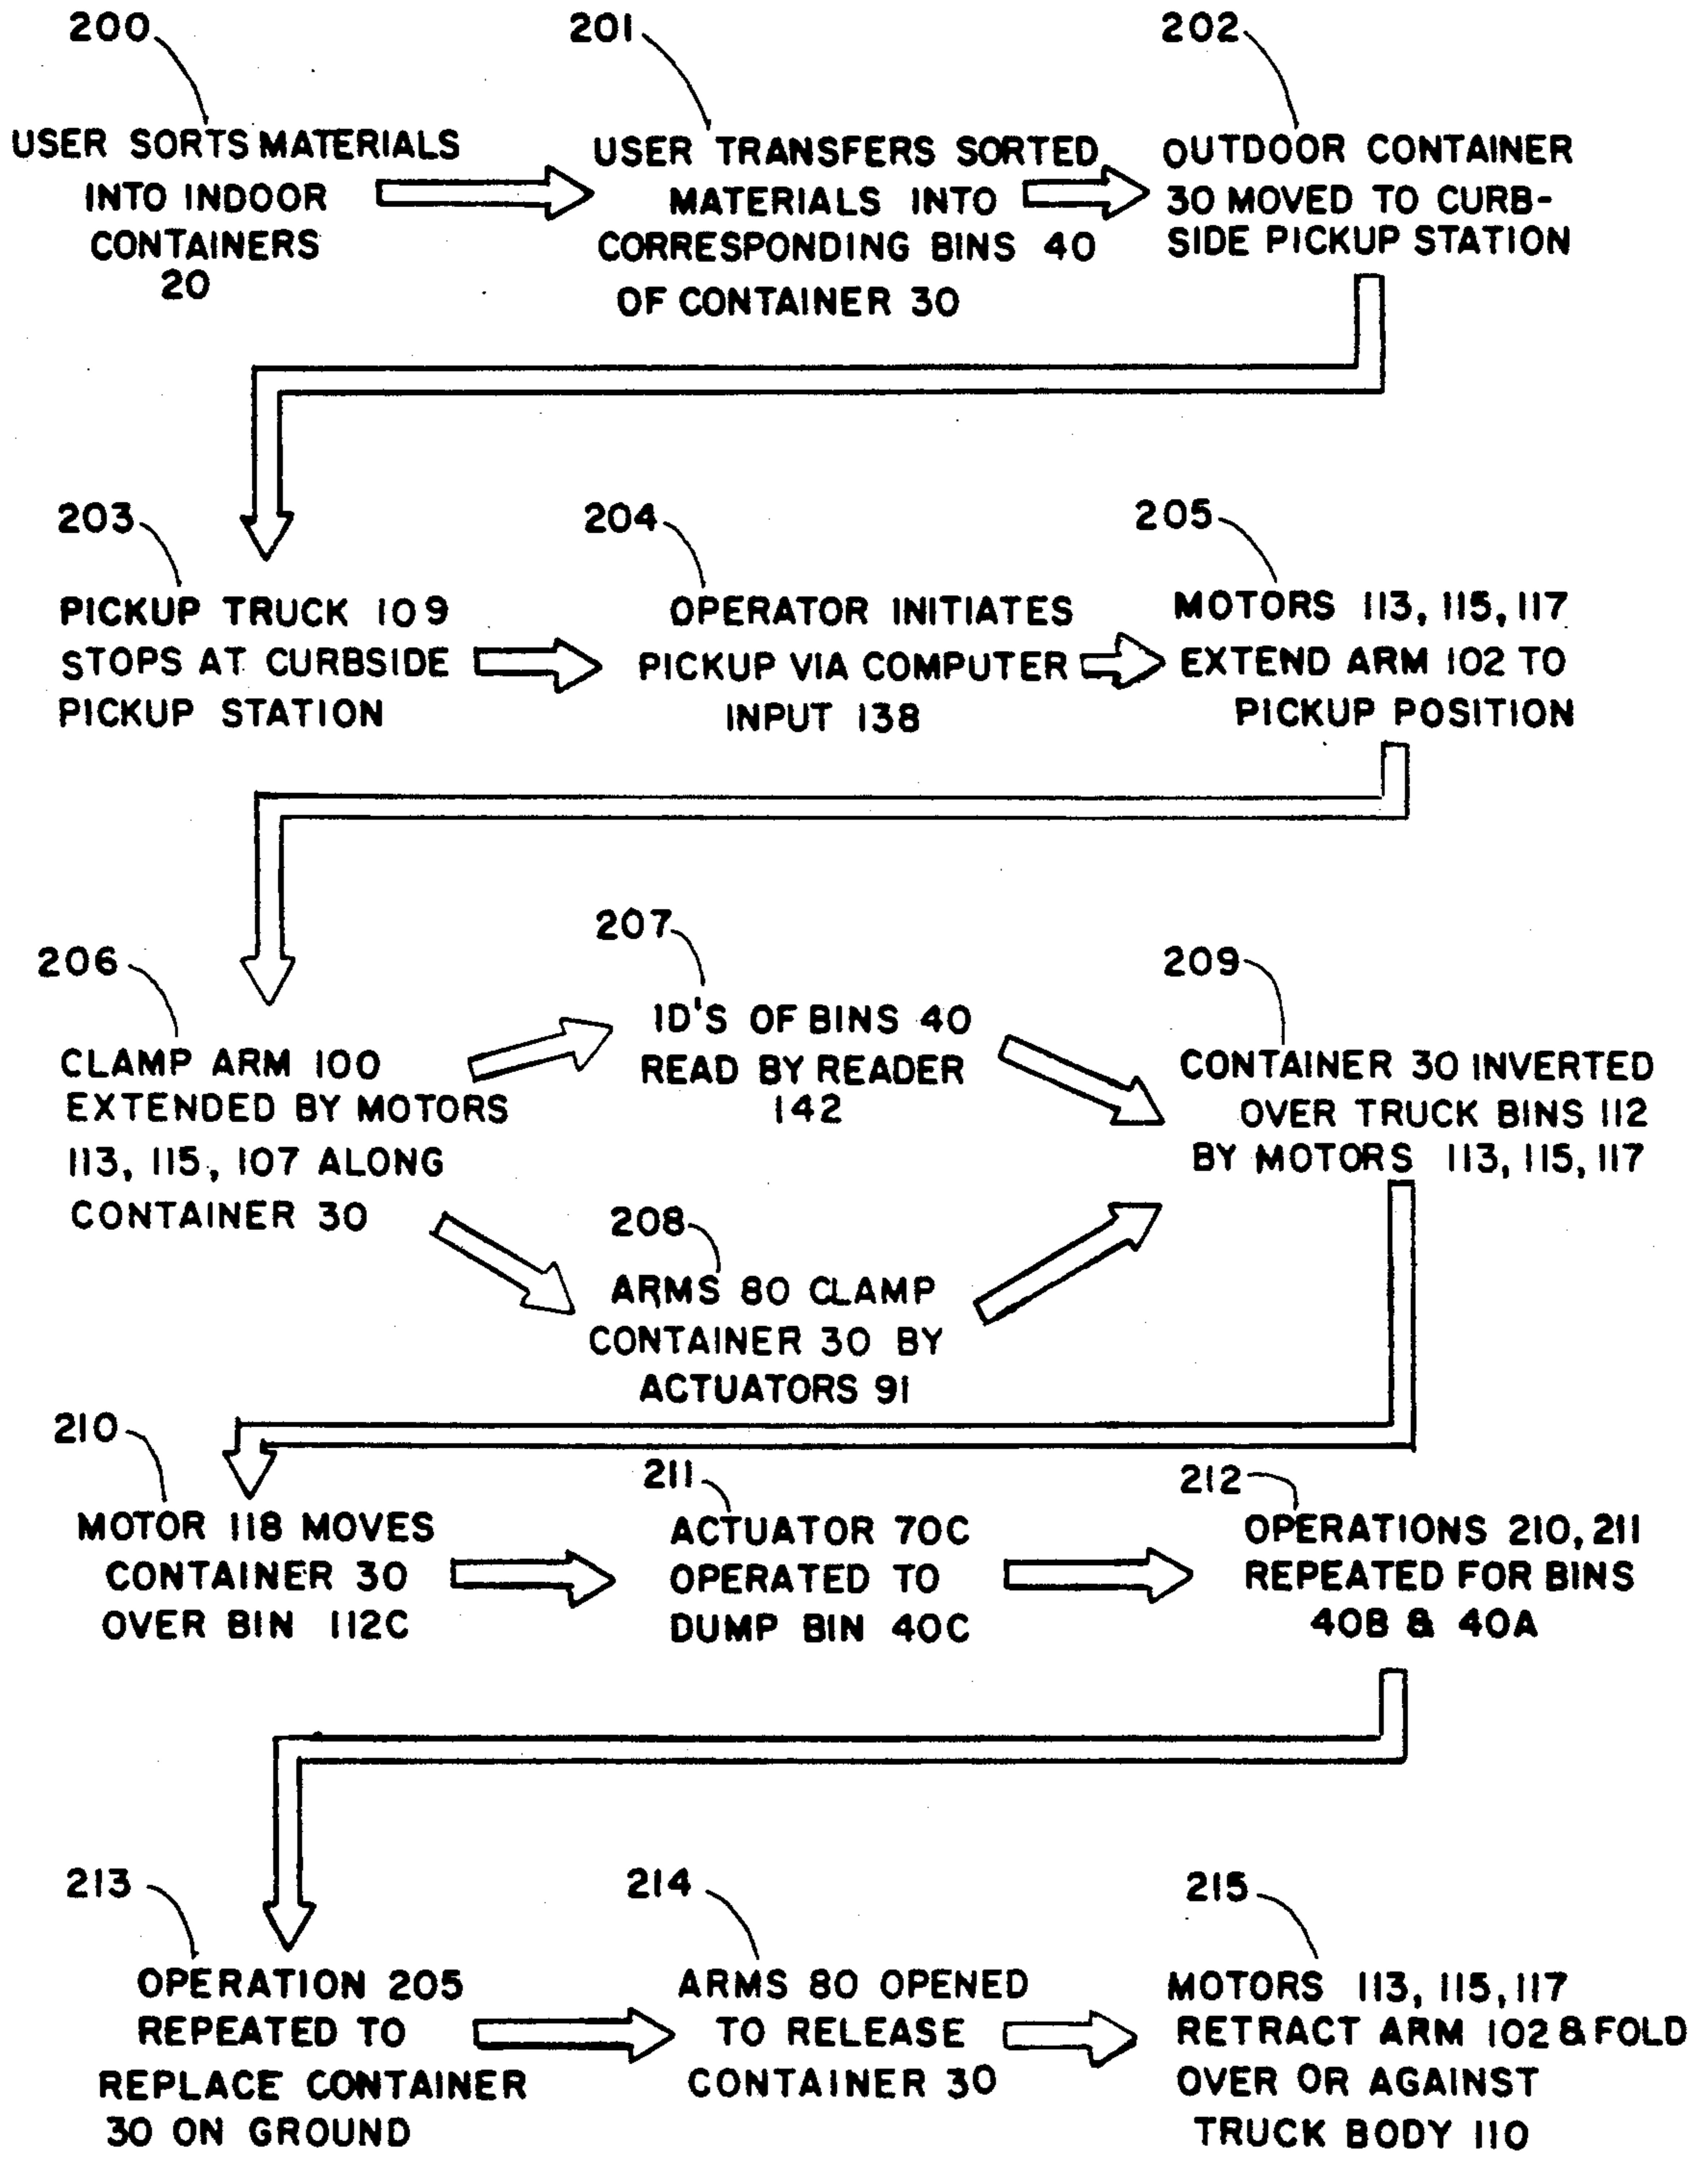 200
USER SORTS MATERIALS
INTO INDOOR
CONTAINERS
20
201
USER TRANSFERS SORTED
MATERIALS INTO
CORRESPONDING BINS 40
OF CONTAINER 30
202
OUTDOOR CONTAINER
30 MOVED TO CURB-
SIDE PICKUP STATION
203
PICKUP TRUCK 109
STOPS AT CURBSIDE
PICKUP STATION
204
OPERATOR INITIATES
PICKUP VIA COMPUTER
INPUT 138
205
MOTORS 113, 115, 117
EXTEND ARM 102 TO
PICKUP POSITION
206
CLAMP ARM 100
EXTENDED BY MOTORS
113, 115, 107 ALONG
CONTAINER 30
207
ID'S OF BINS 40
READ BY READER
142
208
ARMS 80 CLAMP
CONTAINER 30 BY
ACTUATORS 91
209
CONTAINER 30 INVERTED
OVER TRUCK BINS 112
BY MOTORS 113, 115, 117
210
MOTOR 118 MOVES
CONTAINER 30
OVER BIN 112C
211
ACTUATOR 70C
OPERATED TO
DUMP BIN 40C
212
OPERATIONS 210, 211
REPEATED FOR BINS
40B & 40A
213
OPERATION 205
REPEATED TO
REPLACE CONTAINER
30 ON GROUND
214
ARMS 80 OPENED
TO RELEASE
CONTAINER 30
215
MOTORS 113, 115, 117
RETRACT ARM 102 & FOLD
OVER OR AGAINST
TRUCK BODY 110